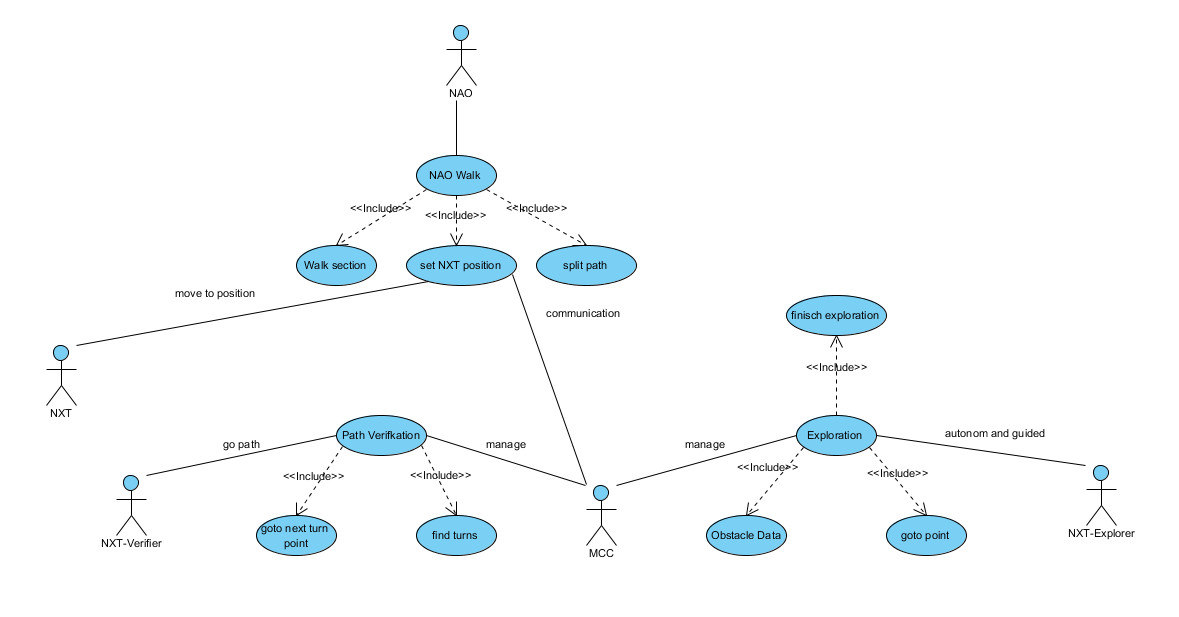 NAO
NAO Walk
<<Include>>
<<Include>>
<<Include>>
Walk section
set NXT position
split path
move to position
communication
finisch exploration
<<Include>>
NXT
go path
Path Verifkation
manage
manage
Exploration
autonom and guided
<<Include>>
<<Include>>
<<Include>>
<<Include>>
goto next turn
point
find turns
Obstacle Data
goto point
NXT-Verifier
MCC
NXT-Explorer